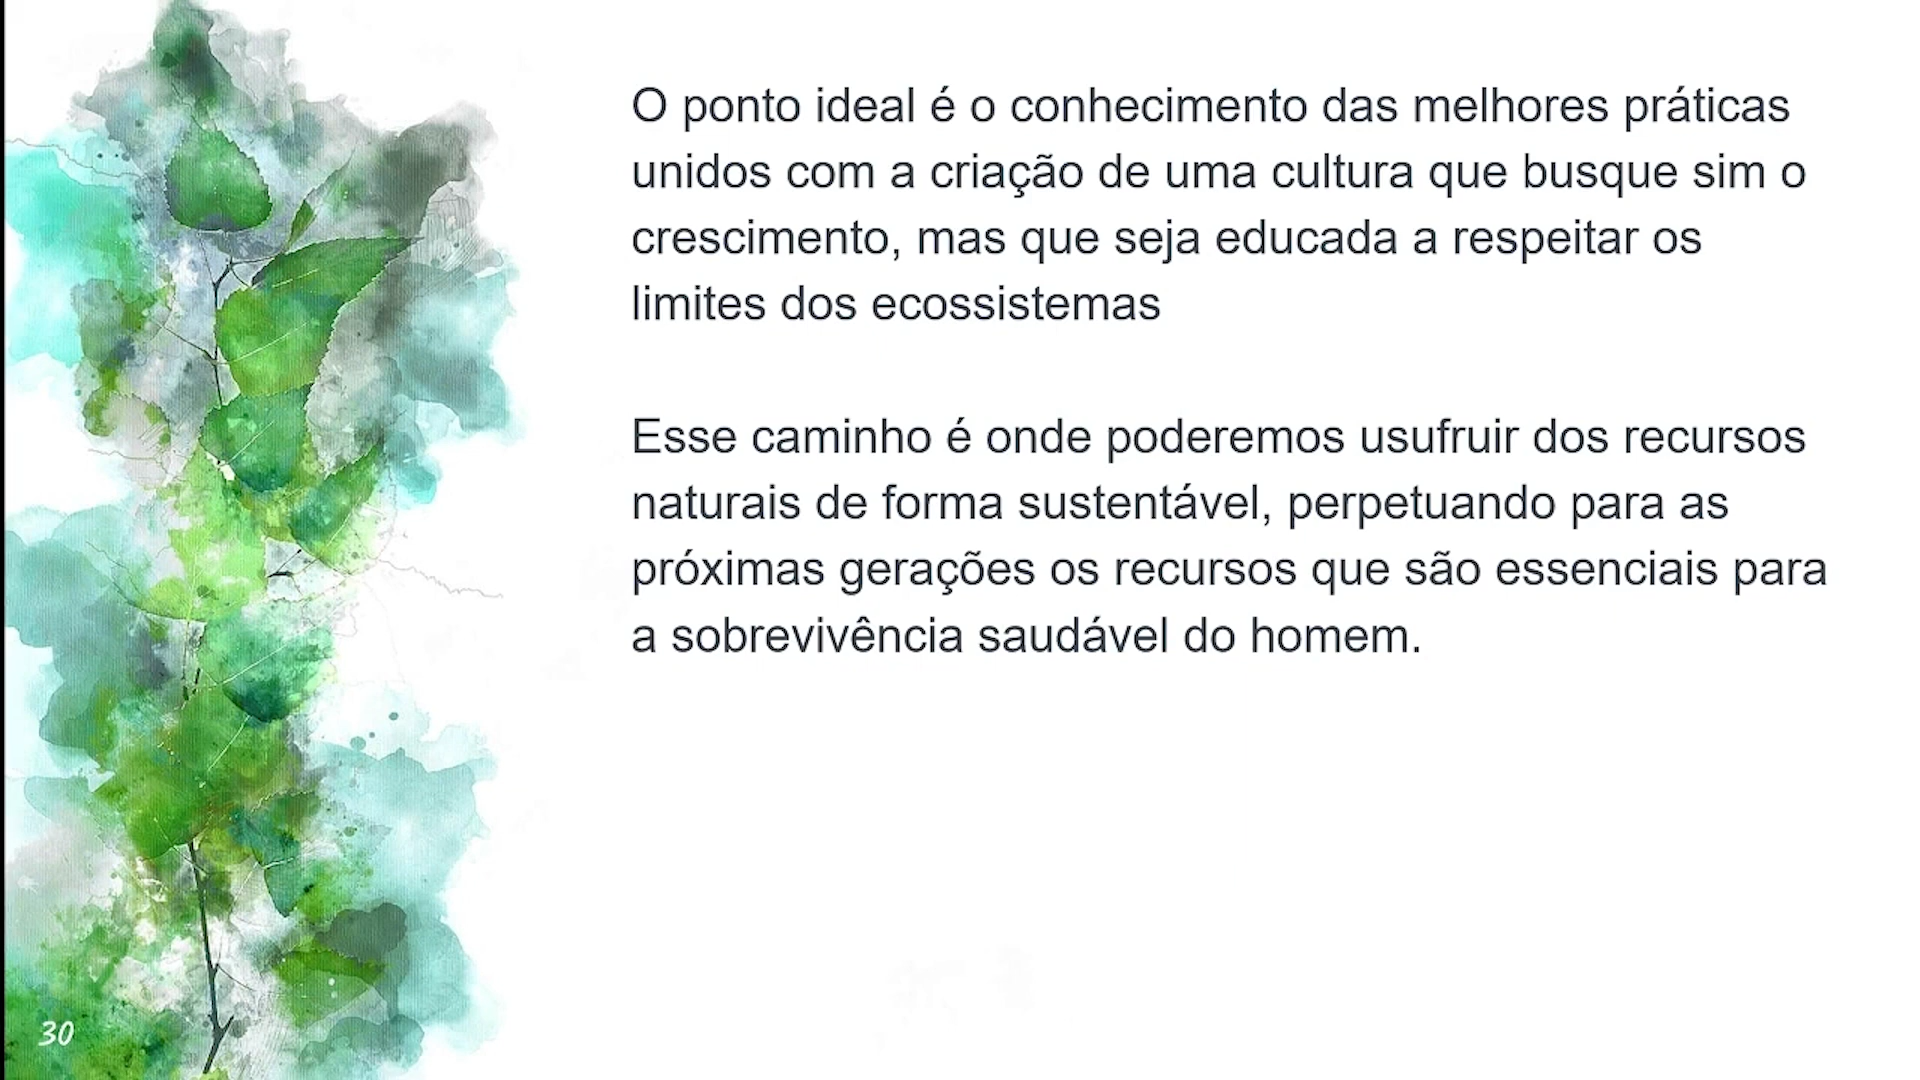 O ponto ideal é o conhecimento das melhores práticas
unidos com a criação de uma cultura que busque sim o
crescimento, mas que seja educada a respeitar os
limites dos ecossistemas
Esse caminho é onde poderemos usufruir dos recursos
naturais de forma sustentável, perpetuando para as
próximas gerações os recursos que são essenciais para
a sobrevivência saudável do homem.
30